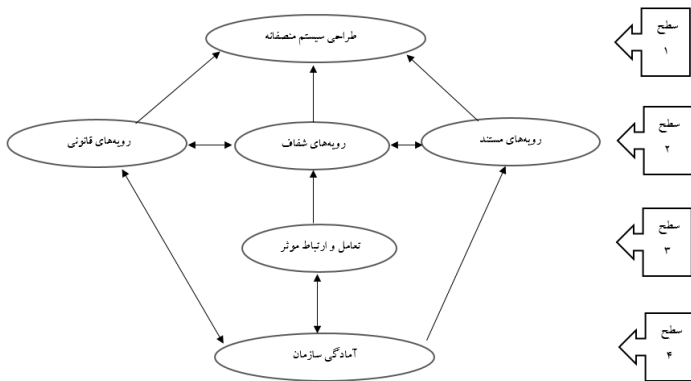 طراحی سیستم منصفانه
سطح
۱
رویه‌های مستند
رویه‌های شفاف
رویه‌های قانونی
سطح
۲
تعامل و ارتباط موثر
سطح
۳
آمادگی سازمان
سطح
۴